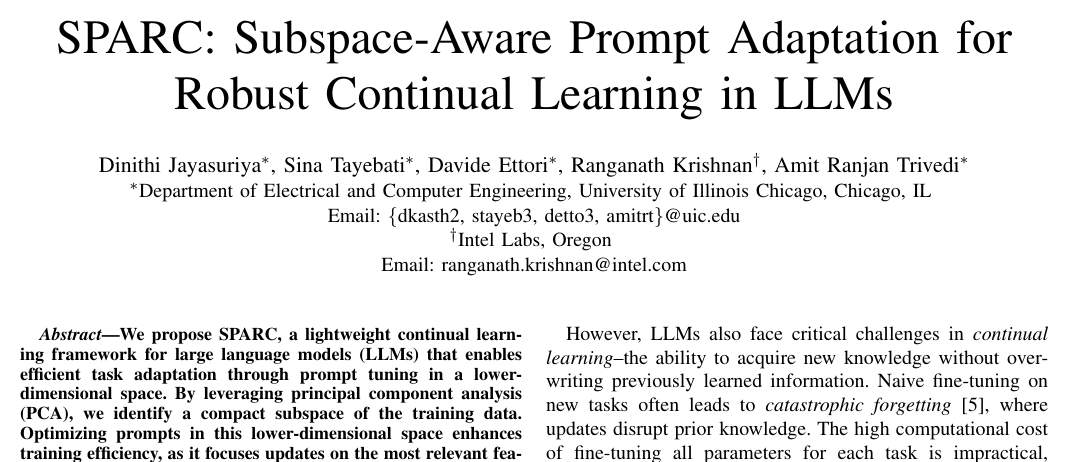 SPARC: Subspace-Aware Prompt Adaptation for
Robust Continual Learning in LLMs
Dinithi Jayasuriya*, Sina Tayebati*, Davide Ettori*, Ranganath Krishnan†, Amit Ranjan Trivedi*
*Department of Electrical and Computer Engineering, University of Illinois Chicago, Chicago, IL
Email: {dkasth2, stayeb3, detto3, amitrt}@uic.edu
†Intel Labs, Oregon
Email: ranganath.krishnan@intel.com
Abstract—We propose SPARC, a lightweight continual learn-
ing framework for large language models (LLMs) that enables
efficient task adaptation through prompt tuning in a lower-
dimensional space. By leveraging principal component analysis
(PCA), we identify a compact subspace of the training data.
Optimizing prompts in this lower-dimensional space enhances
training efficiency, as it focuses updates on the most relevant fea-
However, LLMs also face critical challenges in continual
learning–the ability to acquire new knowledge without over-
writing previously learned information. Naive fine-tuning on
new tasks often leads to catastrophic forgetting [5], where
updates disrupt prior knowledge. The high computational cost
of fine-tuning all parameters for each task is impractical,